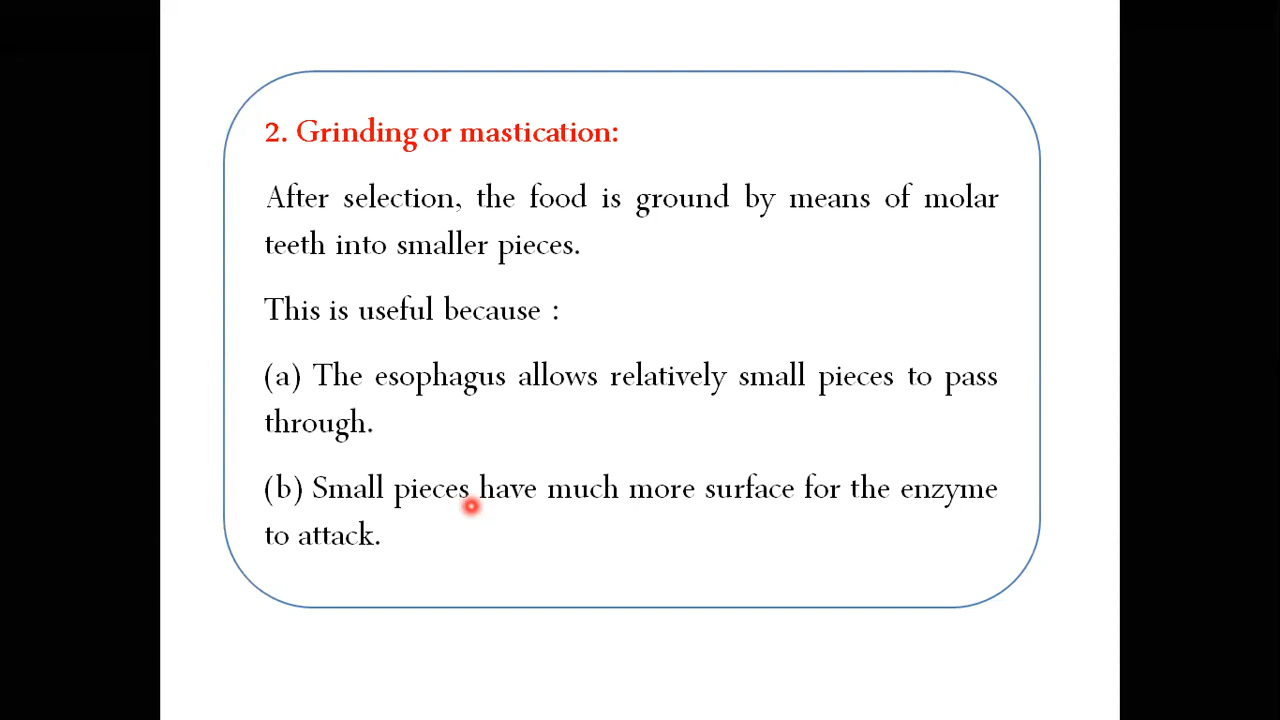 2. Grinding or mastication:
After selection, the food is ground by means of molar
teeth into smaller pieces.
This is useful because :
(a) The esophagus allows relatively small pieces to pass
through.
(b) Small pieces have much more surface for the enzyme
to attack.